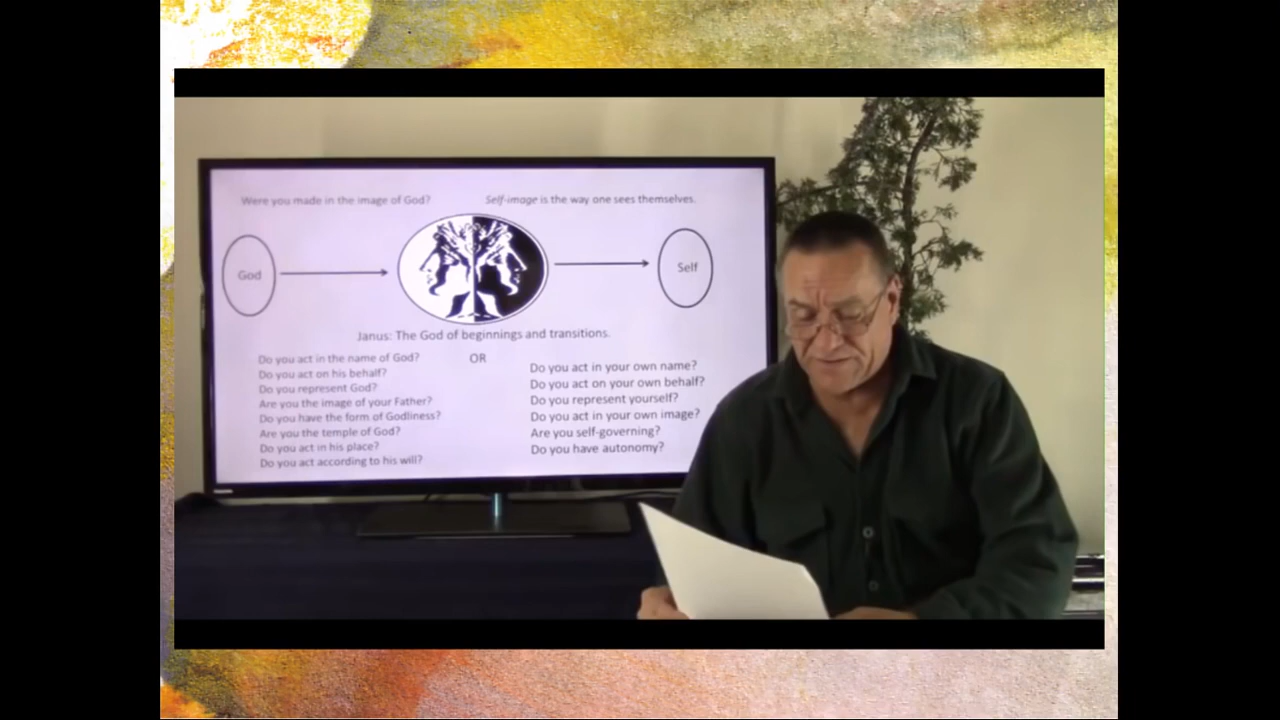 Were you made in the image of God?
Self-image is the way one sees themselves.
God
Self
Janus: The God of beginnings and transitions.
Do you act in the name of God?
Do you act on his behalf?
Do you represent God?
Are you the image of your Father?
Do you have the form of Godliness?
Are you the temple of God?
Do you act in his place?
Do you act according to his will?
OR
Do you act in your own name?
Do you act on your own behalf?
Do you represent yourself?
Do you act in your own image?
Are you self-governing?
Do you have autonomy?